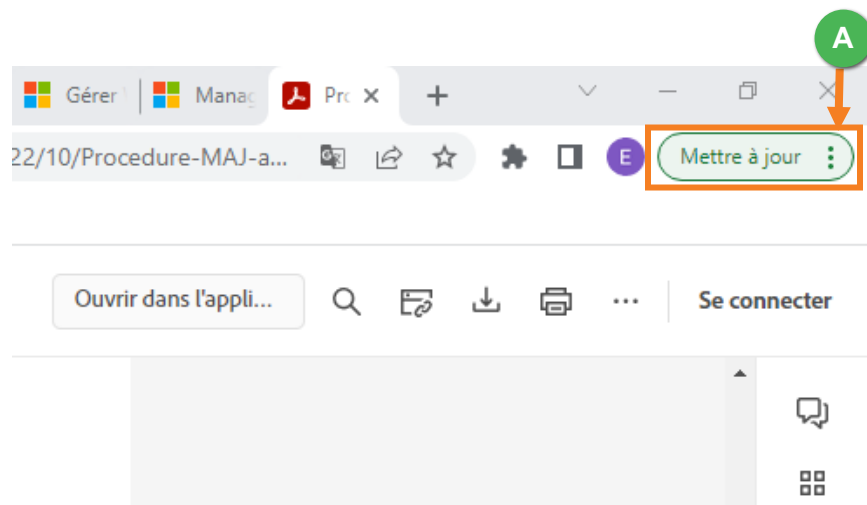 A
Gérer Manag Pro
22/10/Procedure-MAJ-a... E Mettre à jour
Ouvrir dans l'appli... Se connecter